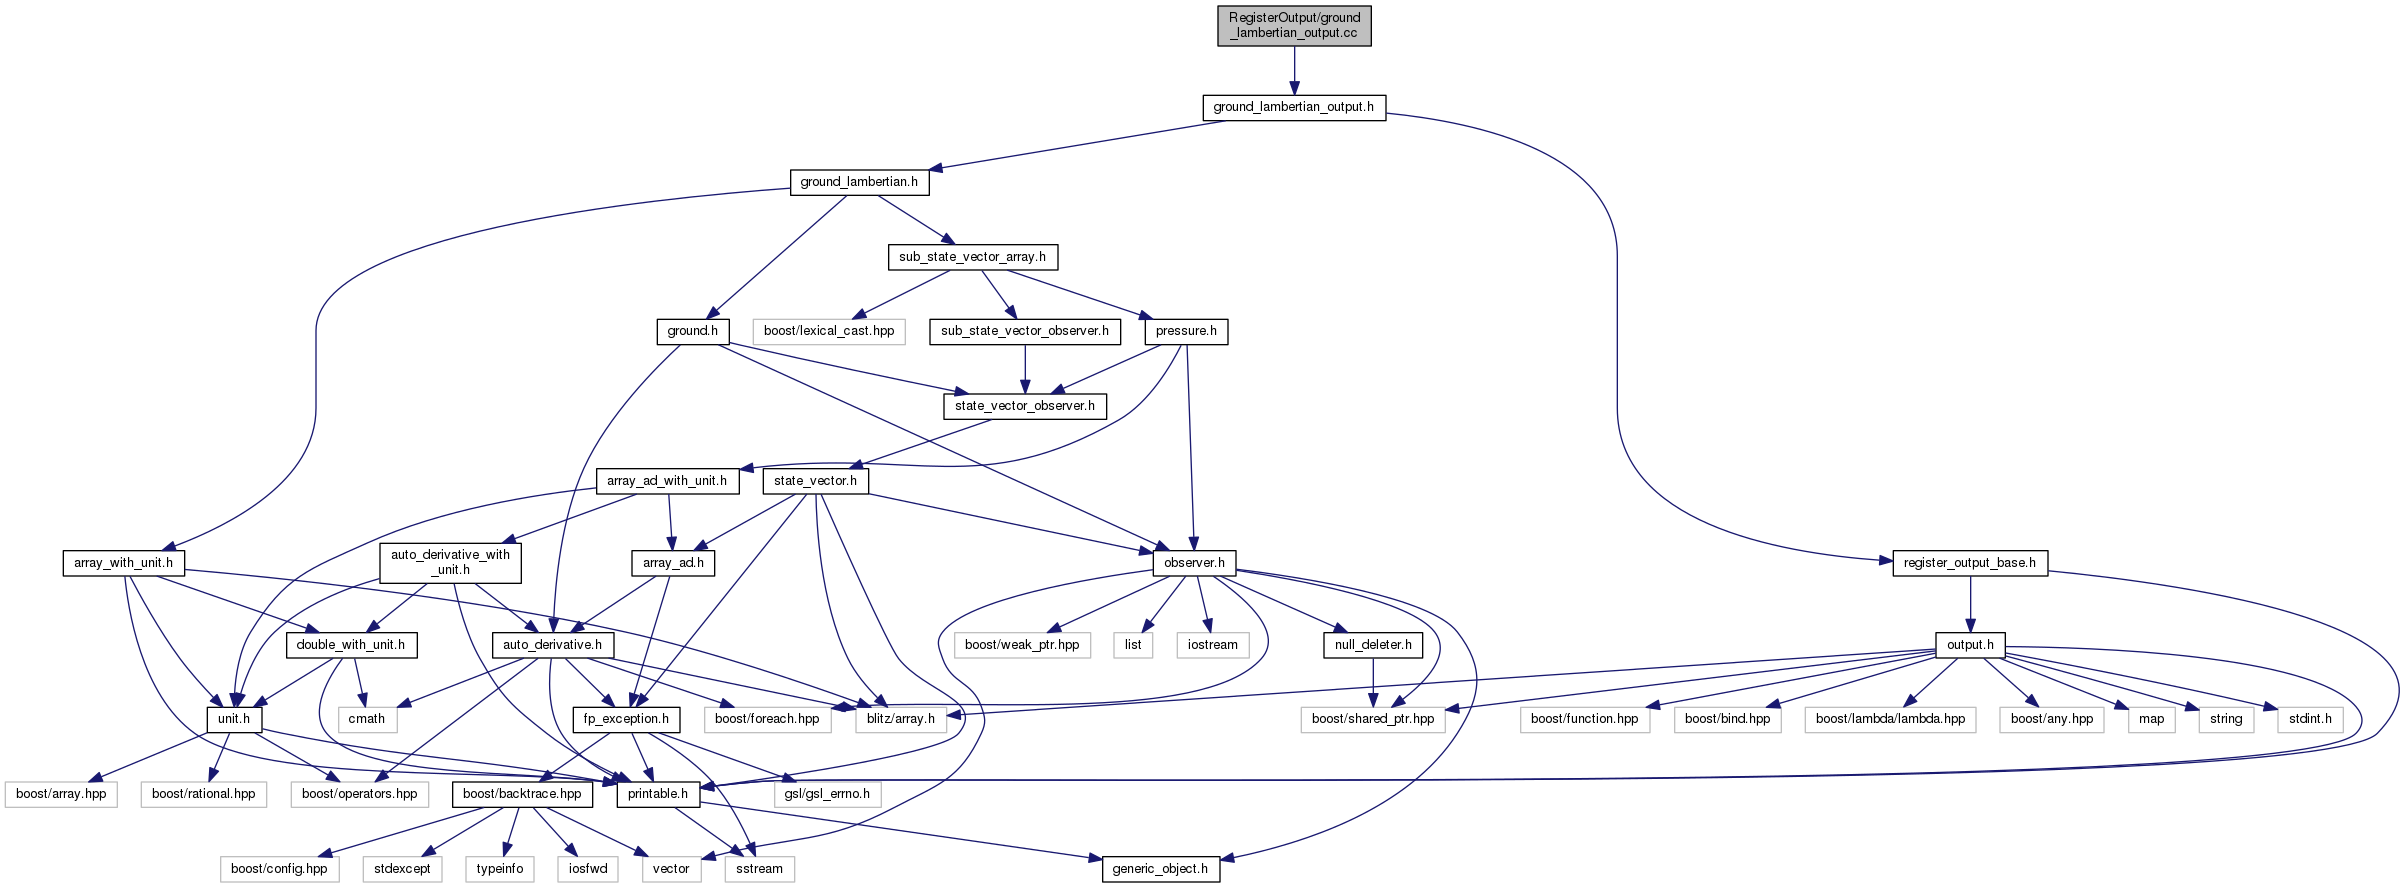 RegisterOutput/ground
_lambertian_output.cc
ground_lambertian_output.h
ground_lambertian.h
sub_state_vector_array.h
ground.h
boost/lexical_cast.hpp
sub_state_vector_observer.h
pressure.h
state_vector_observer.h
array_ad_with_unit.h
state_vector.h
array_with_unit.h
auto_derivative_with
_unit.h
array_ad.h
observer.h
register_output_base.h
double_with_unit.h
auto_derivative.h
boost/weak_ptr.hpp
list
iostream
null_deleter.h
output.h
unit.h
cmath
fp_exception.h
boost/foreach.hpp
blitz/array.h
boost/shared_ptr.hpp
boost/function.hpp
boost/bind.hpp
boost/lambda/lambda.hpp
boost/any.hpp
map
string
stdint.h
boost/array.hpp
boost/rational.hpp
boost/operators.hpp
boost/backtrace.hpp
printable.h
gsl/gsl_errno.h
boost/config.hpp
stdexcept
typeinfo
iosfwd
vector
sstream
generic_object.h